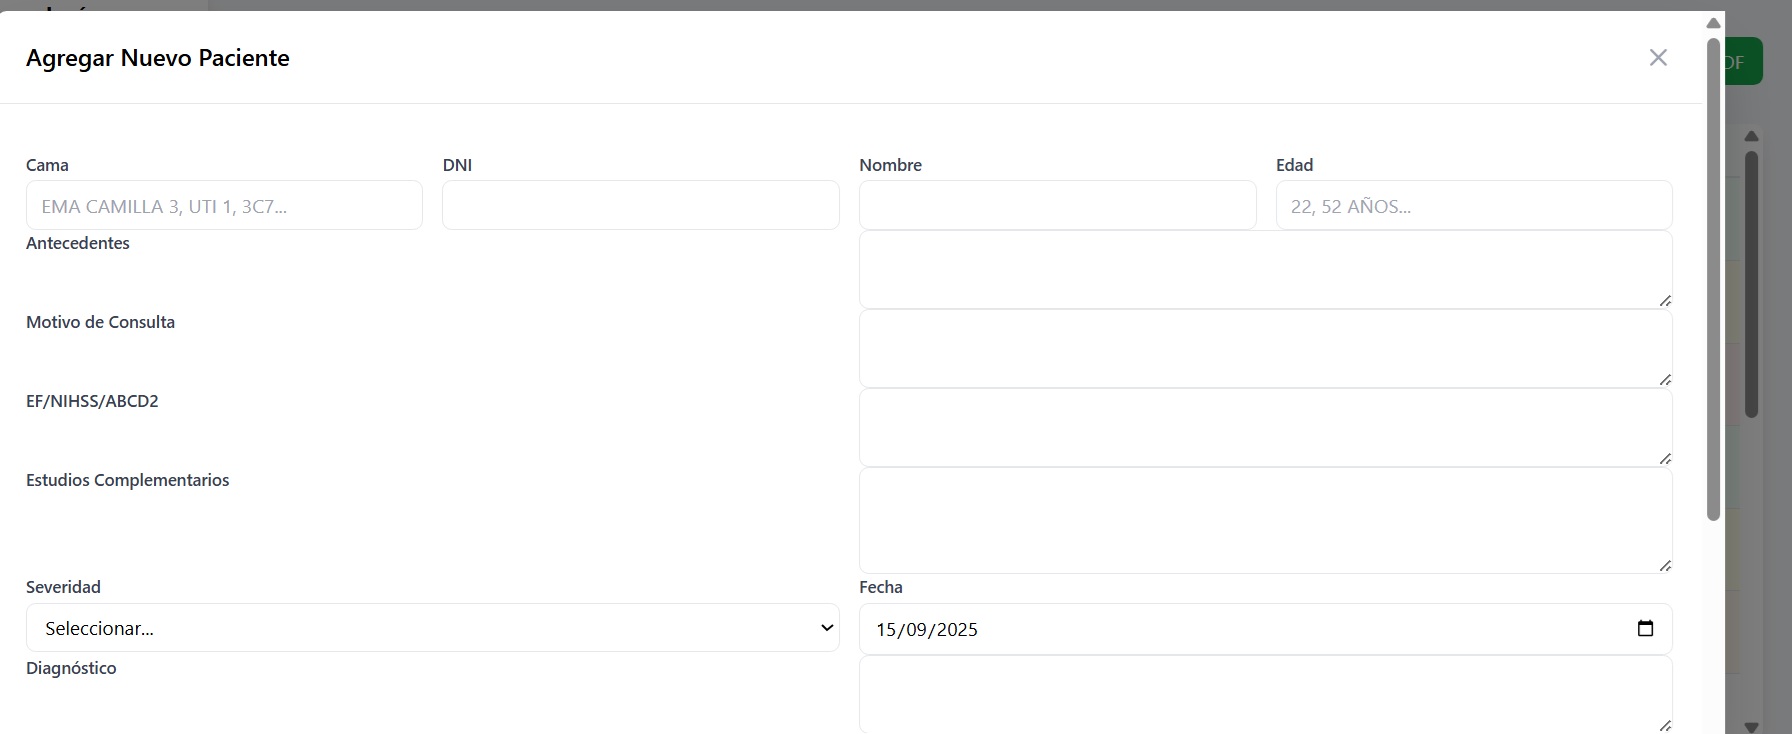 Agregar Nuevo Paciente
DF
Cama
DNI
Nombre
Edad
EMA CAMILLA 3, UTI 1, 3C7...
22, 52 AÑOS...
Antecedentes
Motivo de Consulta
EF/NIHSS/ABCD2
Estudios Complementarios
Severidad
Fecha
Seleccionar...
15/09/2025
Diagnóstico